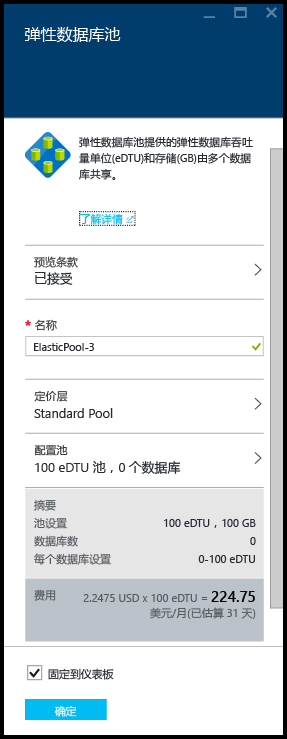 弹性数据库池
弹性数据库池提供的弹性数据库吞吐
量单位(eDTU)和存储(GB)由多个数据
库共享。
了解详情
预览条款
已接受
* 名称
ElasticPool-3
定价层
Standard Pool
配置池
100 eDTU 池，0 个数据库
摘要
池设置 100 eDTU，100 GB
数据库数 0
每个数据库设置 0-100 eDTU
费用 2.2475 USD x 100 eDTU = 224.75
美元/月(已估算 31 天)
固定到仪表板
确定